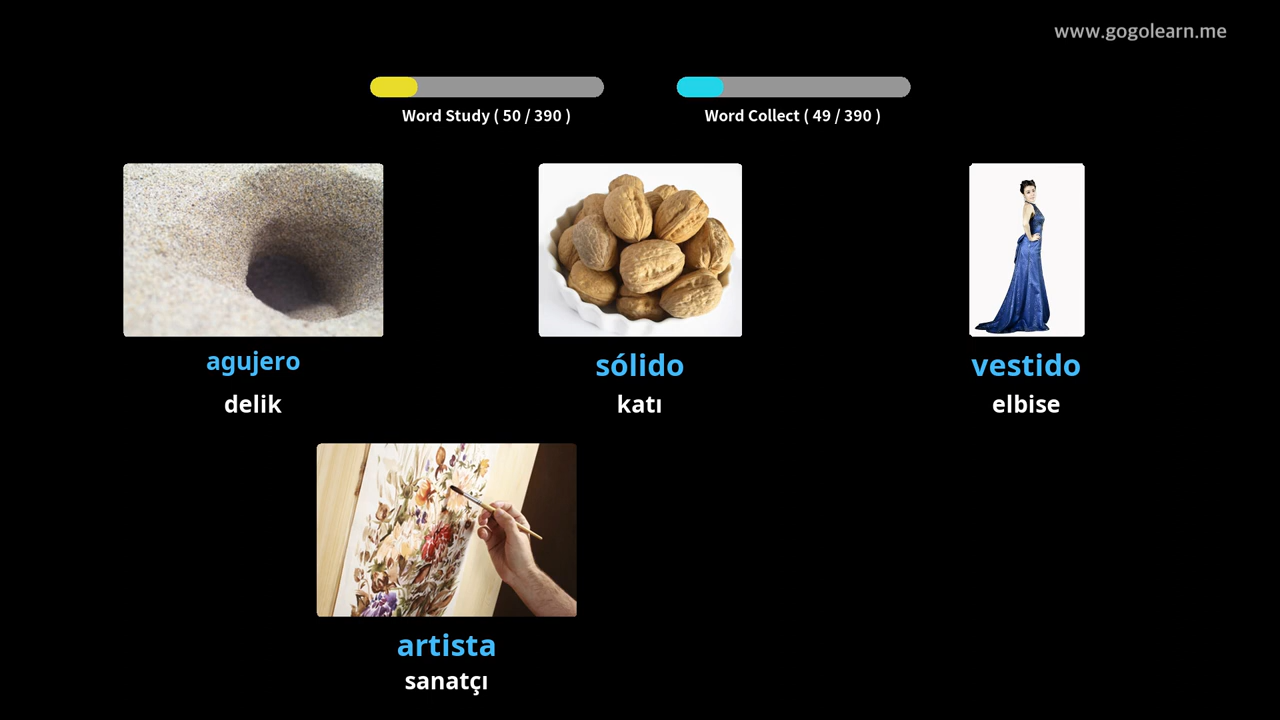 www.gogolearn.me
Word Study ( 50 / 390 )
Word Collect ( 49 / 390 )
agujero
delik
sólido
katı
vestido
elbise
artista
sanatçı